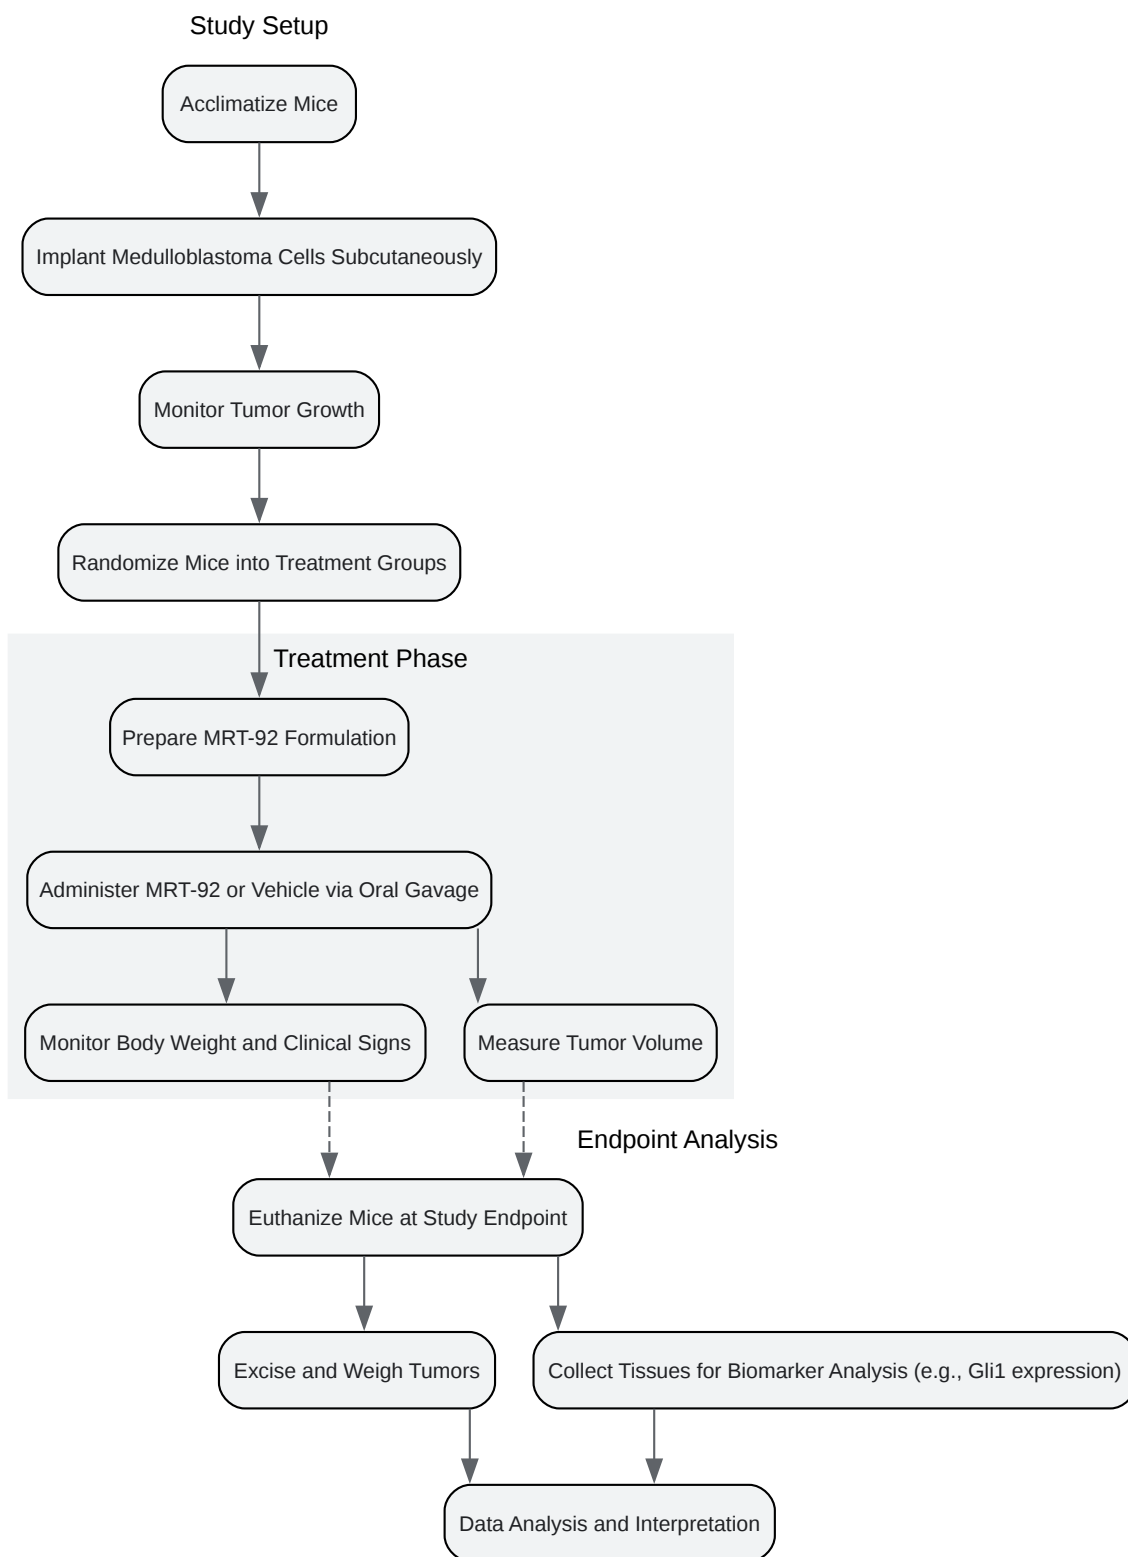 Study Setup
Acclimatize Mice
Implant Medulloblastoma Cells Subcutaneously
Monitor Tumor Growth
Randomize Mice into Treatment Groups
Treatment Phase
Prepare MRT-92 Formulation
Administer MRT-92 or Vehicle via Oral Gavage
Monitor Body Weight and Clinical Signs
Measure Tumor Volume
Endpoint Analysis
Euthanize Mice at Study Endpoint
Excise and Weigh Tumors
Collect Tissues for Biomarker Analysis (e.g., Gli1 expression)
Data Analysis and Interpretation